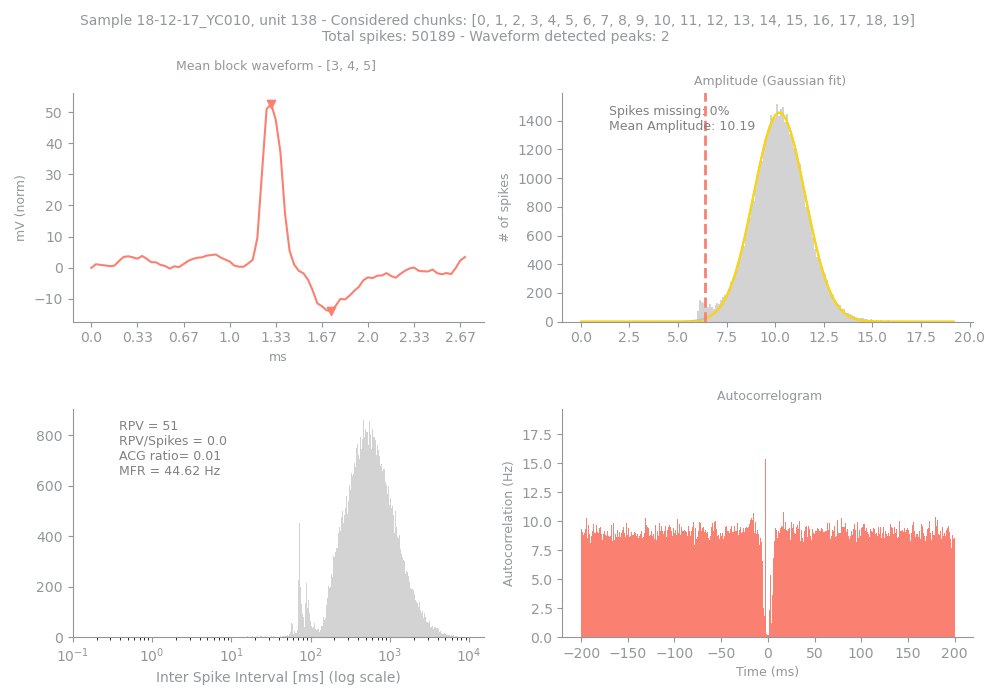 Sample 18-12-17_YC010, unit 138 - Considered chunks: [0, 1, 2, 3, 4, 5, 6, 7, 8, 9, 10, 11, 12, 13, 14, 15, 16, 17, 18, 19]
Total spikes: 50189 - Waveform detected peaks: 2
Mean block waveform - [3, 4, 5]
mV (norm)
50
40
30
20
10
0
−10
0.0 0.33 0.67 1.0 1.33 1.67 2.0 2.33 2.67
ms
Amplitude (Gaussian fit)
Spikes missing: 0%
Mean Amplitude: 10.19
# of spikes
1400
1200
1000
800
600
400
200
0
0.0 2.5 5.0 7.5 10.0 12.5 15.0 17.5 20.0
RPV = 51
RPV/Spikes = 0.0
ACG ratio= 0.01
MFR = 44.62 Hz
800
600
400
200
0
10⁻¹ 10⁰ 10¹ 10² 10³ 10⁴
Inter Spike Interval [ms] (log scale)
Autocorrelogram
Autocorrelation (Hz)
17.5
15.0
12.5
10.0
7.5
5.0
2.5
0.0
−200 −150 −100 −50 0 50 100 150 200
Time (ms)